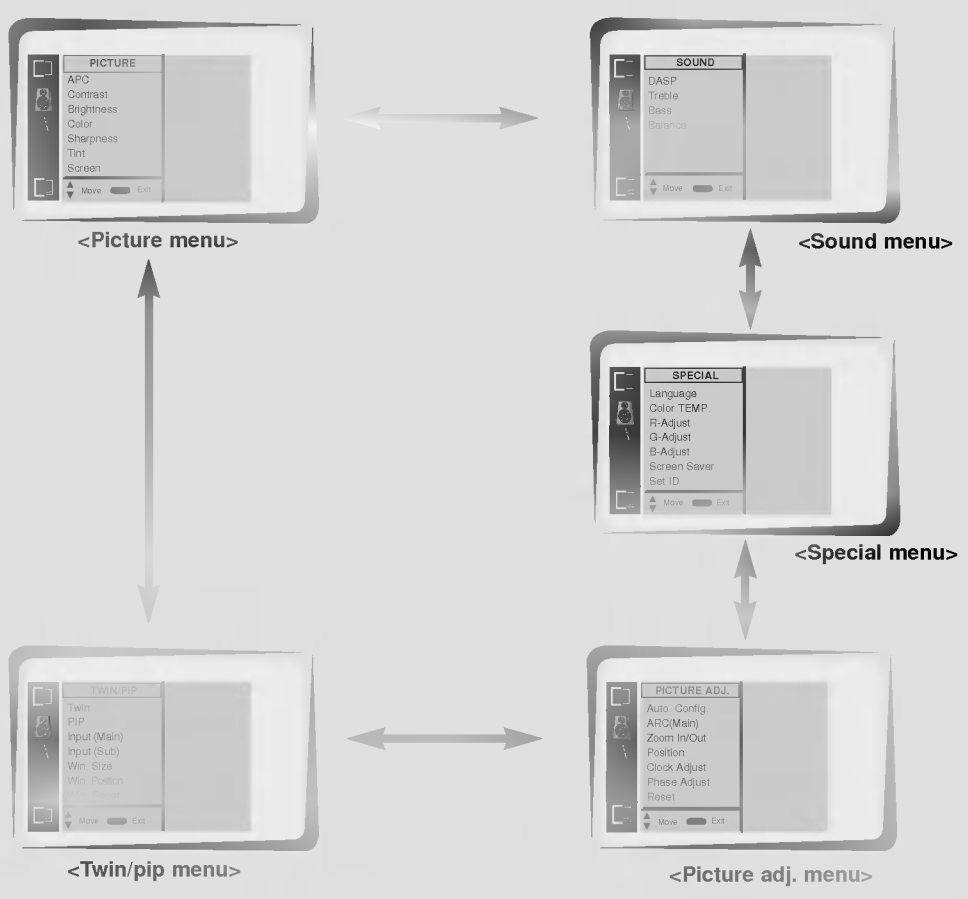 PICTURE
APC
Contrast
Brightness
Color
Sharpness
Tint
Screen
Move Exit
<Picture menu>
SOUND
DASP
Treble
Bass
Balance
Move Exit
<Sound menu>
SPECIAL
Language
Color TEMP.
R-Adjust
G-Adjust
B-Adjust
Screen Saver
Set ID
Move Exit
<Special menu>
TWIN/PIP
Twin
PIP
Input (Main)
Input (Sub)
Win. Size
Win. Position
Move Exit
<Twin/pip menu>
PICTURE ADJ.
Auto. Config.
ARC(Main)
Zoom In/Out
Position
Clock Adjust
Phase Adjust
Reset
Move Exit
<Picture adj. menu>